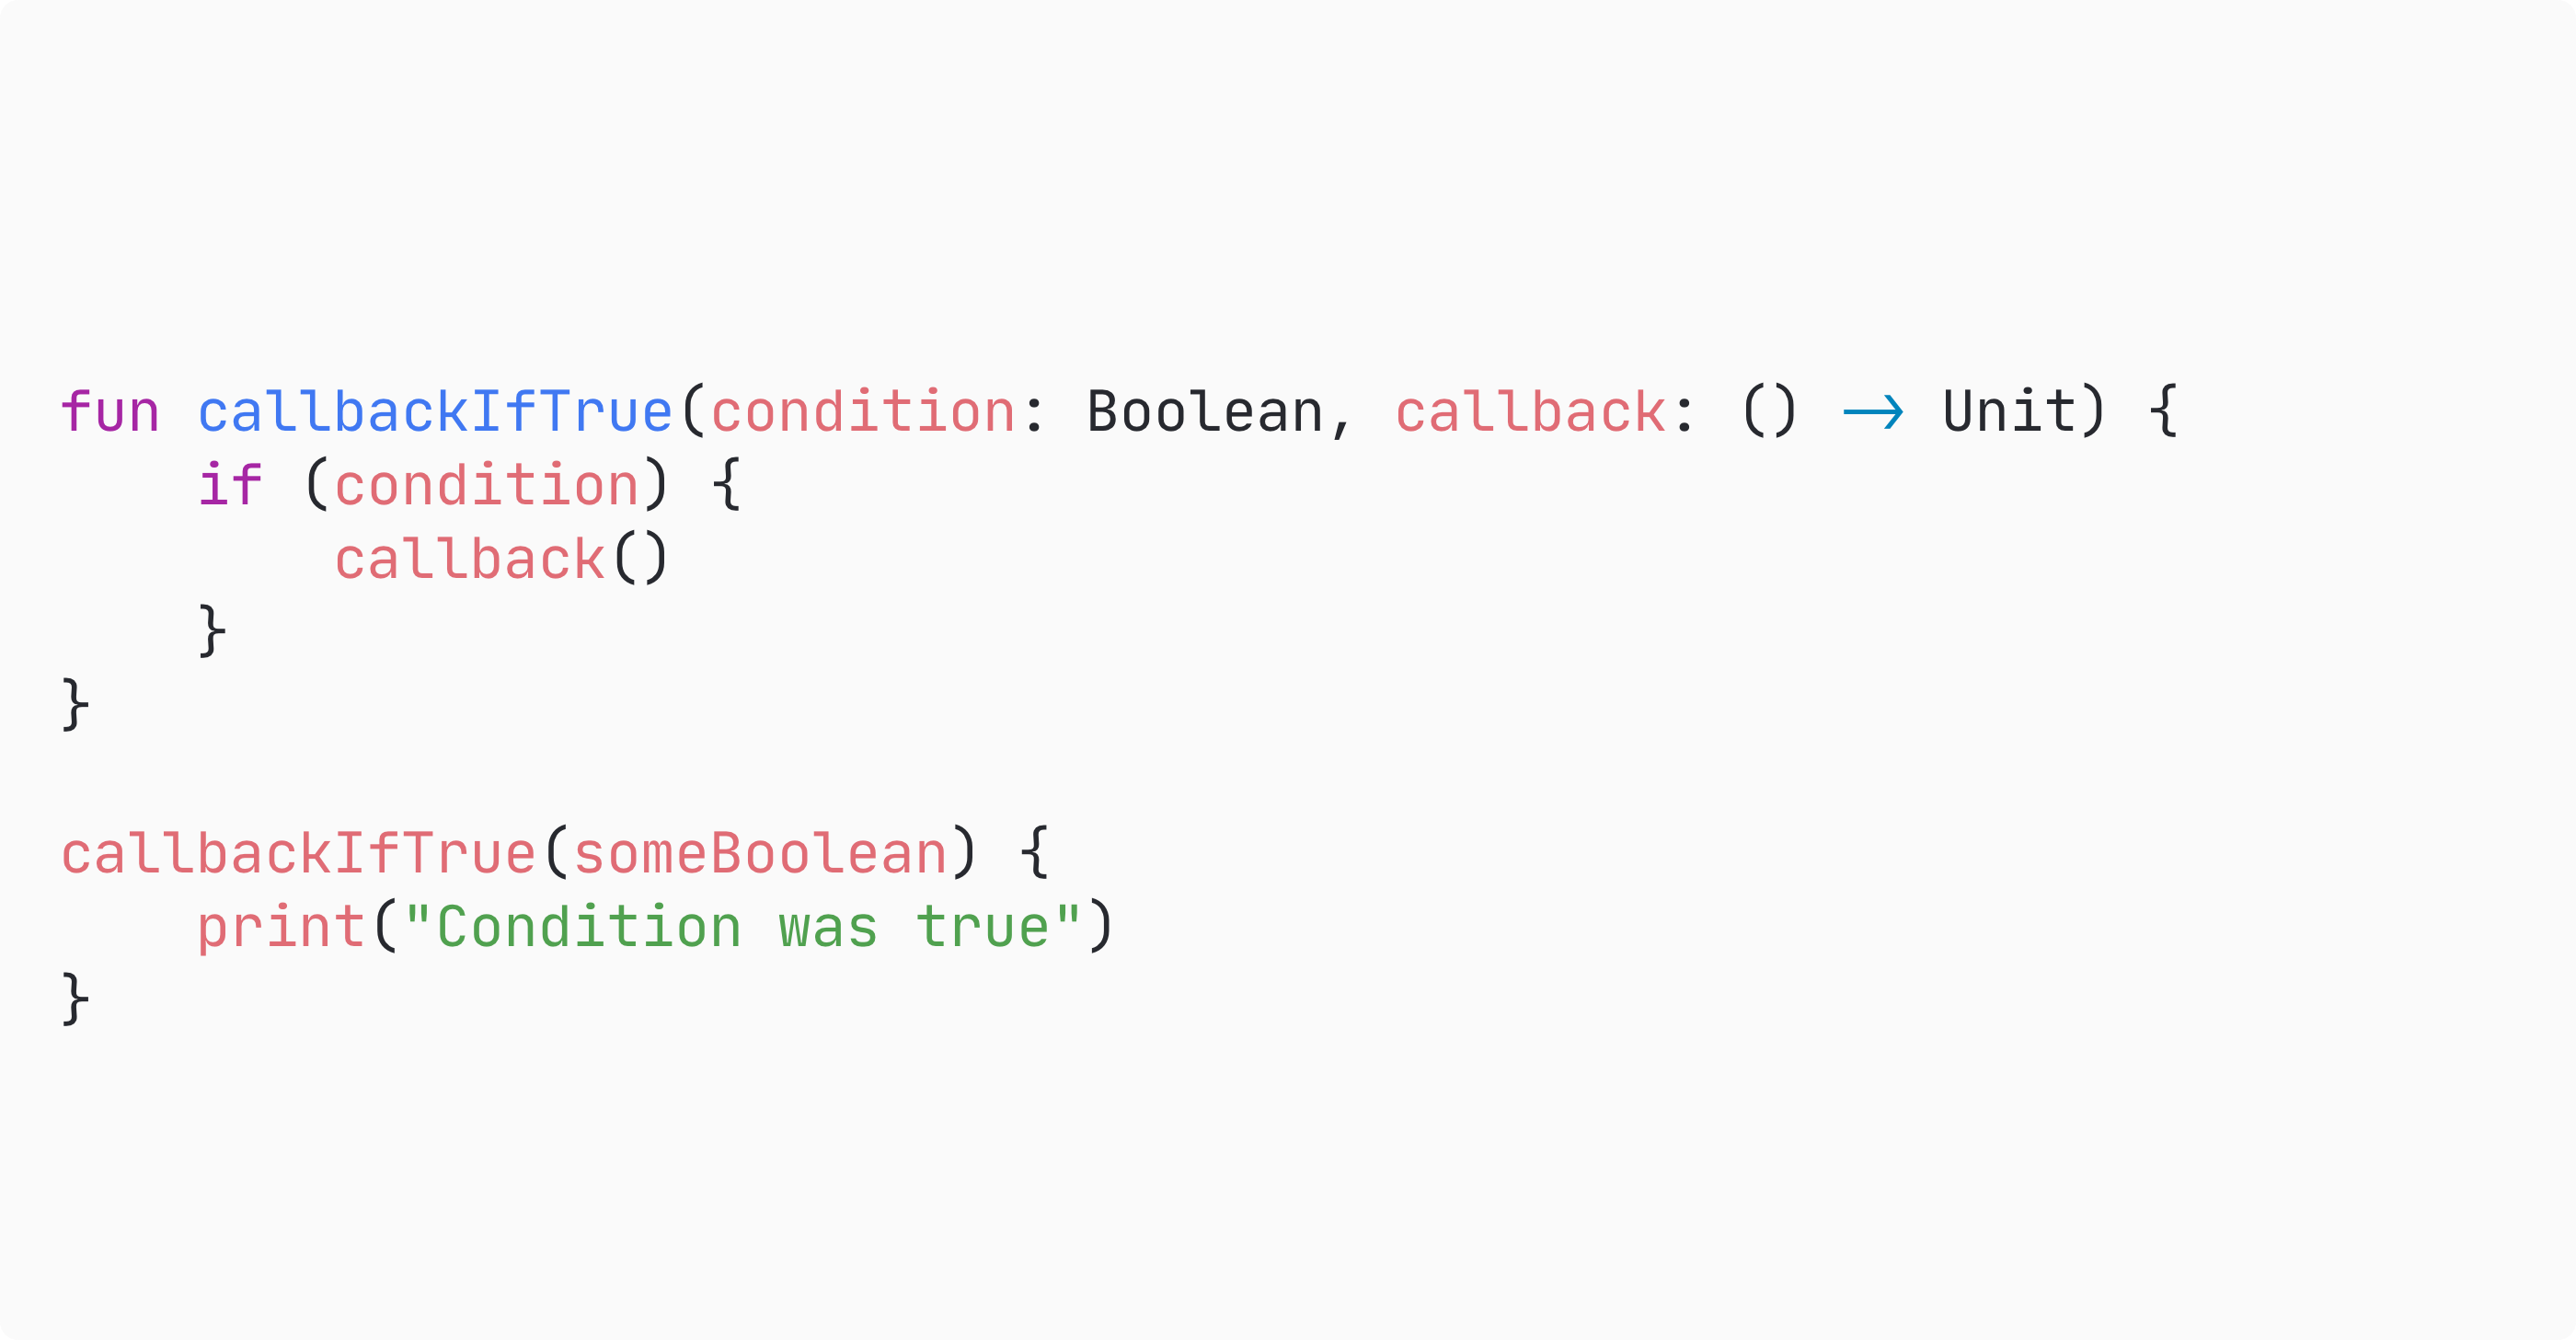 fun callbackIfTrue(condition: Boolean, callback: () -> Unit) {
    if (condition) {
        callback()
    }
}

callbackIfTrue(someBoolean) {
    print("Condition was true")
}